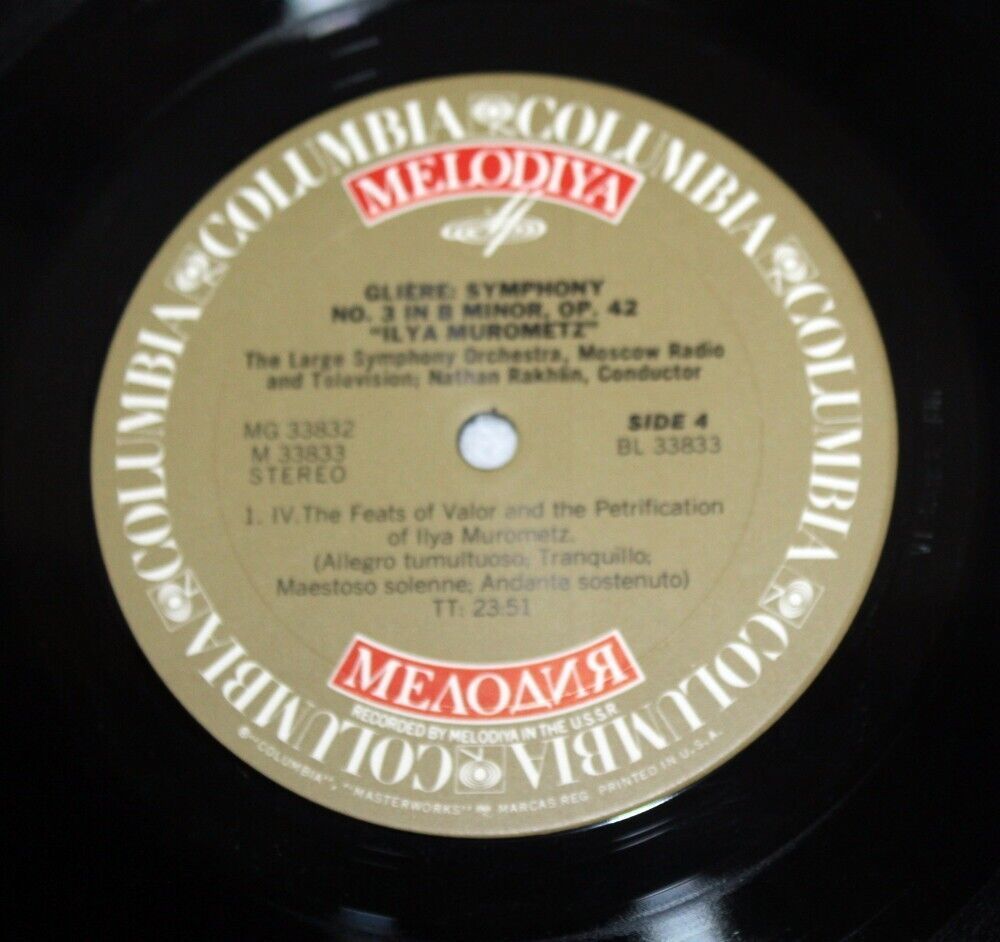 COLUMBIA COLUMBIA COLUMBIA COLUMBIA COLUMBIA COLUMBIA COLUMBIA
MELODIYA
GLIÈRE: SYMPHONY
NO. 3 IN B MINOR, OP. 42
"ILYA MUROMETZ"
The Large Symphony Orchestra, Moscow Radio
and Television; Nathan Rakhlin, Conductor
MG 33832
M 33833
STEREO
SIDE 4
BL 33833
1. IV. The Feats of Valor and the Petrification
of Ilya Murometz.
(Allegro tumultuoso; Tranquillo;
Maestoso solenne; Andante sostenuto)
TT: 23:51
МЕЛОДИЯ
RECORDED BY MELODIYA IN THE U.S.S.R.
"COLUMBIA", "MASTERWORKS" MARCAS REG. PRINTED IN U.S.A.